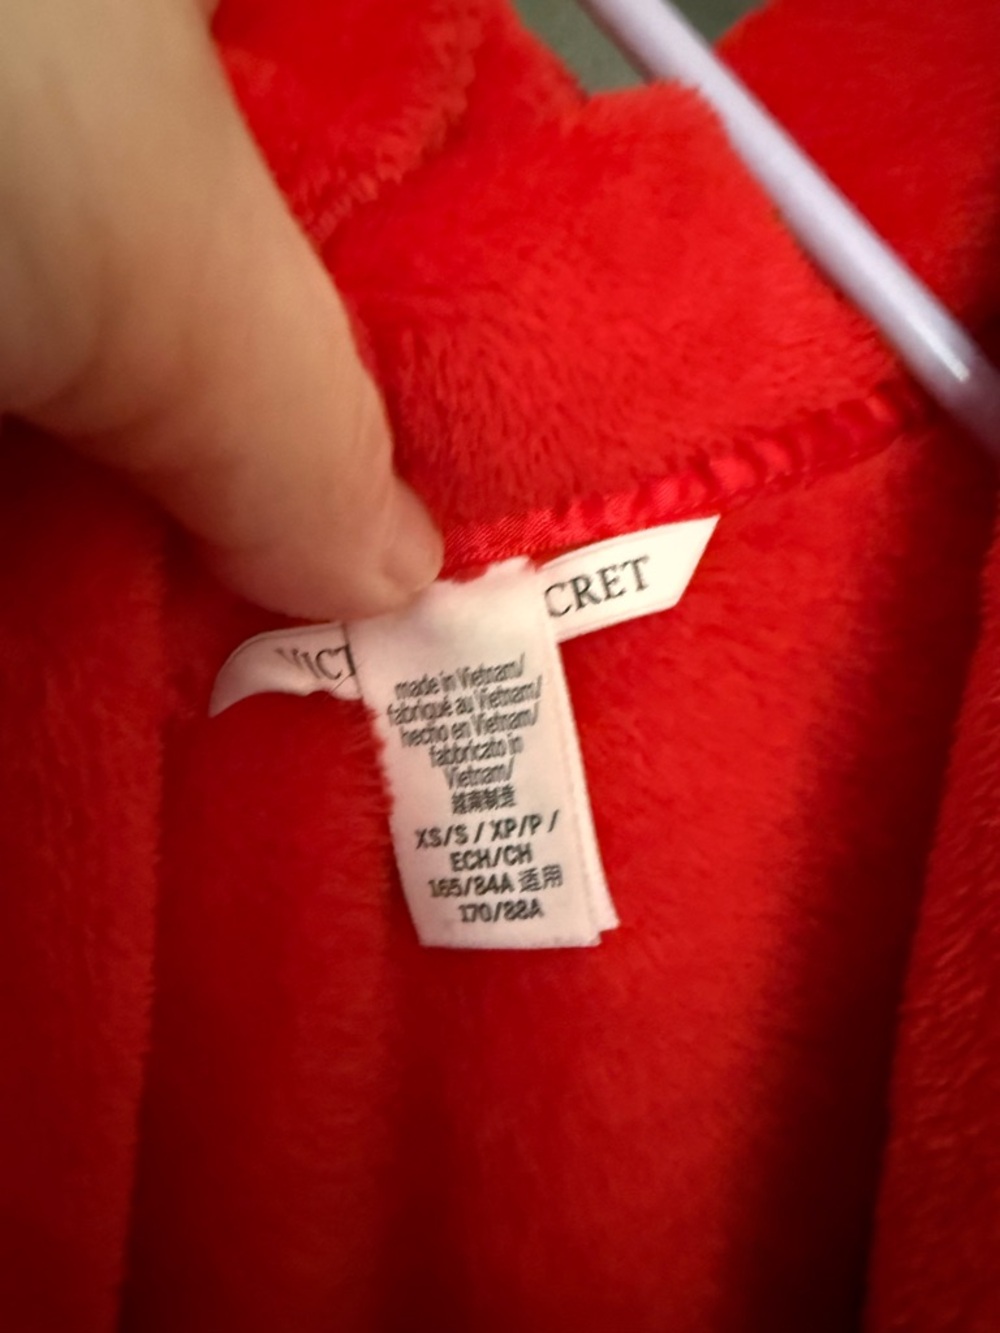 VICT CRET
made in Vietnam/
fabriqué au Vietnam/
hecho en Vietnam/
fabbricato in
Vietnam/
越南制造
XS/S / XP/P /
ECH/CH
165/84A 适用
170/88A